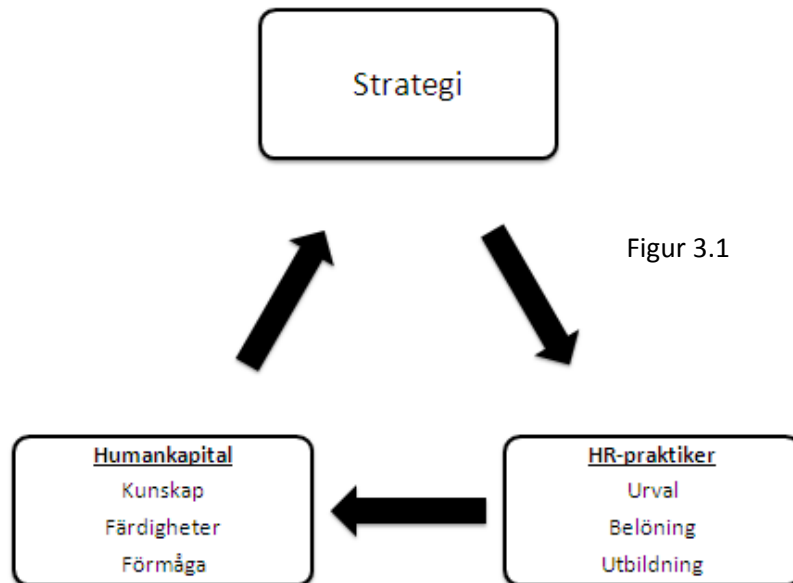 Strategi
Figur 3.1
Humankapital
Kunskap
Färdigheter
Förmåga
HR-praktiker
Urval
Belöning
Utbildning